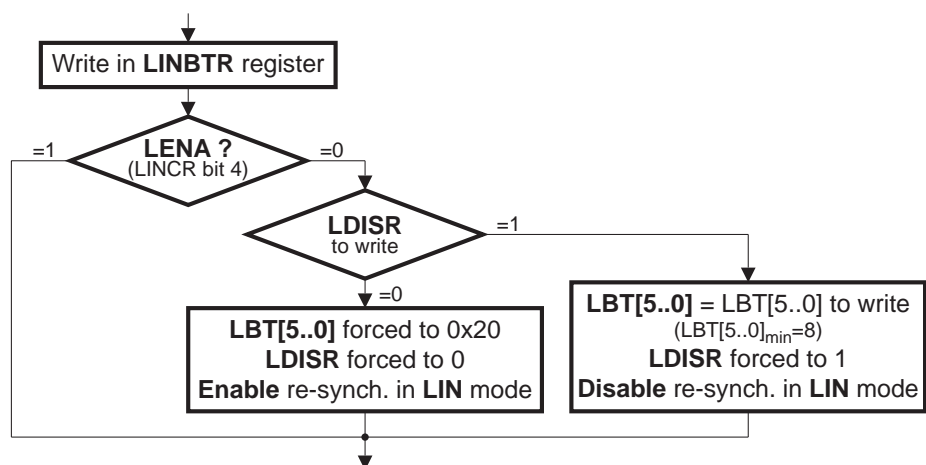 Write in LINBTR register
=1
LENA ?
(LINCR bit 4)
=0
LDISR
to write
=1
=0
LBT[5..0] forced to 0x20
LDISR forced to 0
Enable re-synch. in LIN mode
LBT[5..0] = LBT[5..0] to write
(LBT[5..0]min=8)
LDISR forced to 1
Disable re-synch. in LIN mode